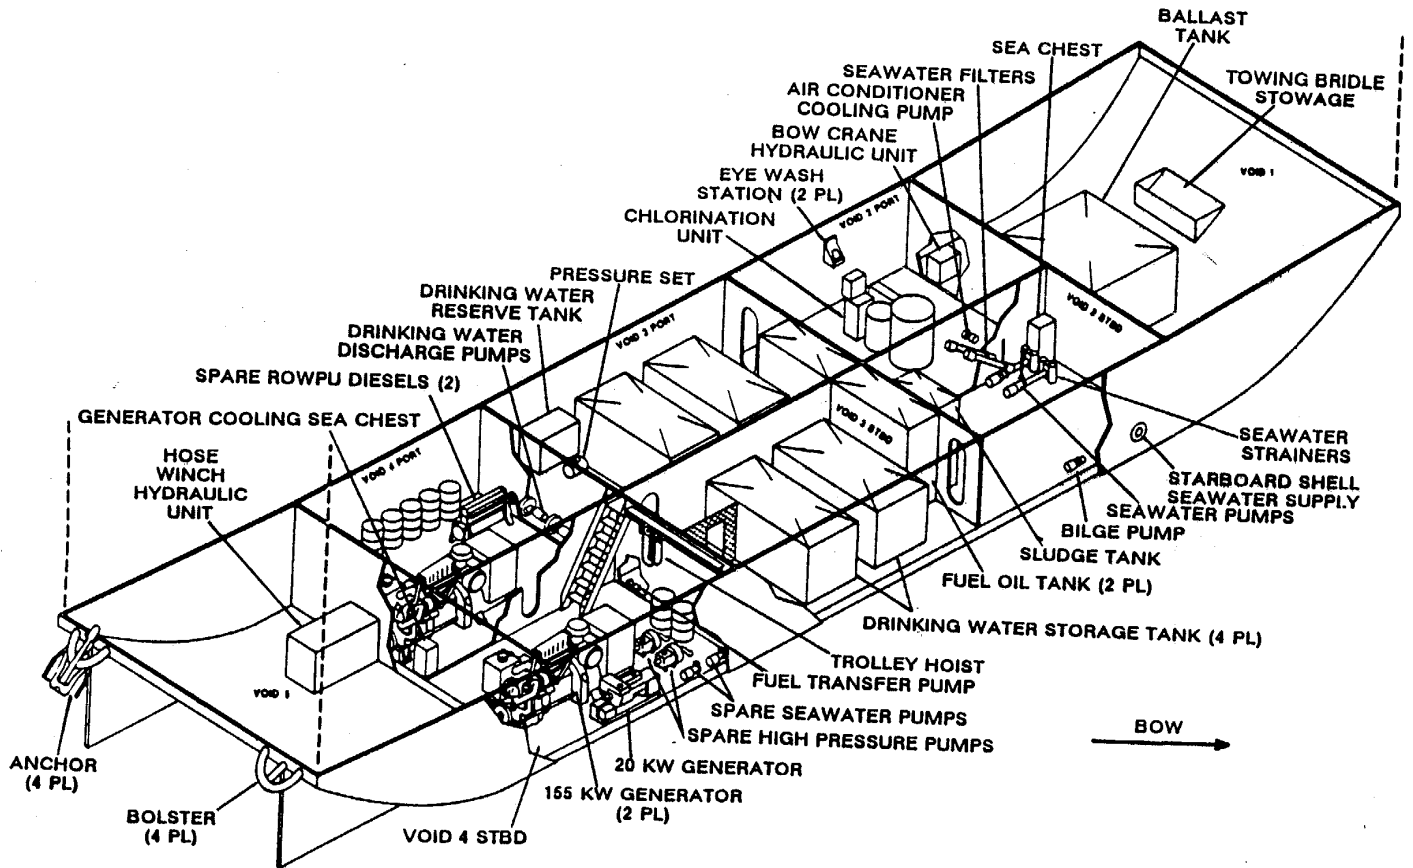 BALLAST
TANK
SEA CHEST
TOWING BRIDLE
STOWAGE
SEAWATER FILTERS
AIR CONDITIONER
COOLING PUMP
BOW CRANE
HYDRAULIC UNIT
EYE WASH
STATION (2 PL)
CHLORINATION
UNIT
PRESSURE SET
DRINKING WATER
RESERVE TANK
DRINKING WATER
DISCHARGE PUMPS
SPARE ROWPU DIESELS (2)
GENERATOR COOLING SEA CHEST
HOSE
WINCH
HYDRAULIC
UNIT
VOID 1
VOID 2 PORT
VOID 2 STBD
VOID 3 PORT
VOID 3 STBD
VOID 4 PORT
VOID 5
SEAWATER
STRAINERS
STARBOARD SHELL
SEAWATER SUPPLY
SEAWATER PUMPS
BILGE PUMP
SLUDGE TANK
FUEL OIL TANK (2 PL)
DRINKING WATER STORAGE TANK (4 PL)
TROLLEY HOIST
FUEL TRANSFER PUMP
SPARE SEAWATER PUMPS
SPARE HIGH PRESSURE PUMPS
20 KW GENERATOR
155 KW GENERATOR
(2 PL)
VOID 4 STBD
BOLSTER
(4 PL)
ANCHOR
(4 PL)
BOW